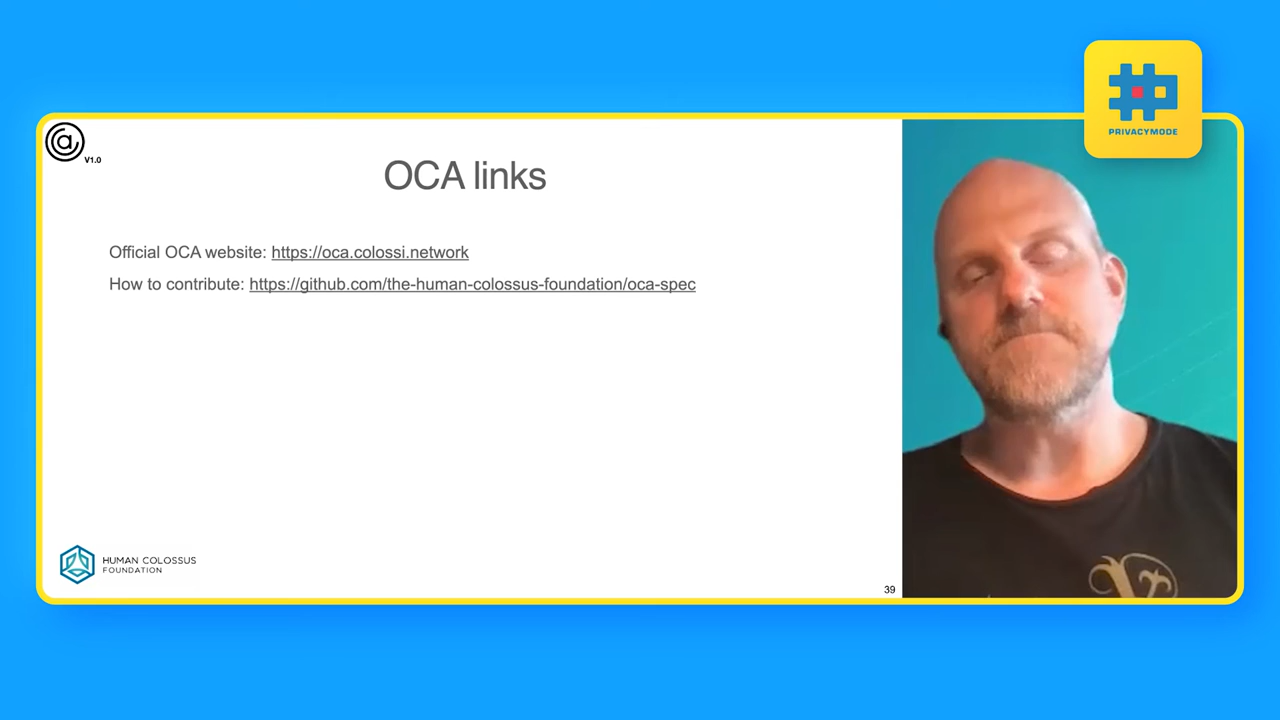 PRIVACYMODE
V1.0
OCA links
Official OCA website: https://oca.colossi.network
How to contribute: https://github.com/the-human-colossus-foundation/oca-spec
HUMAN COLOSSUS
FOUNDATION
39